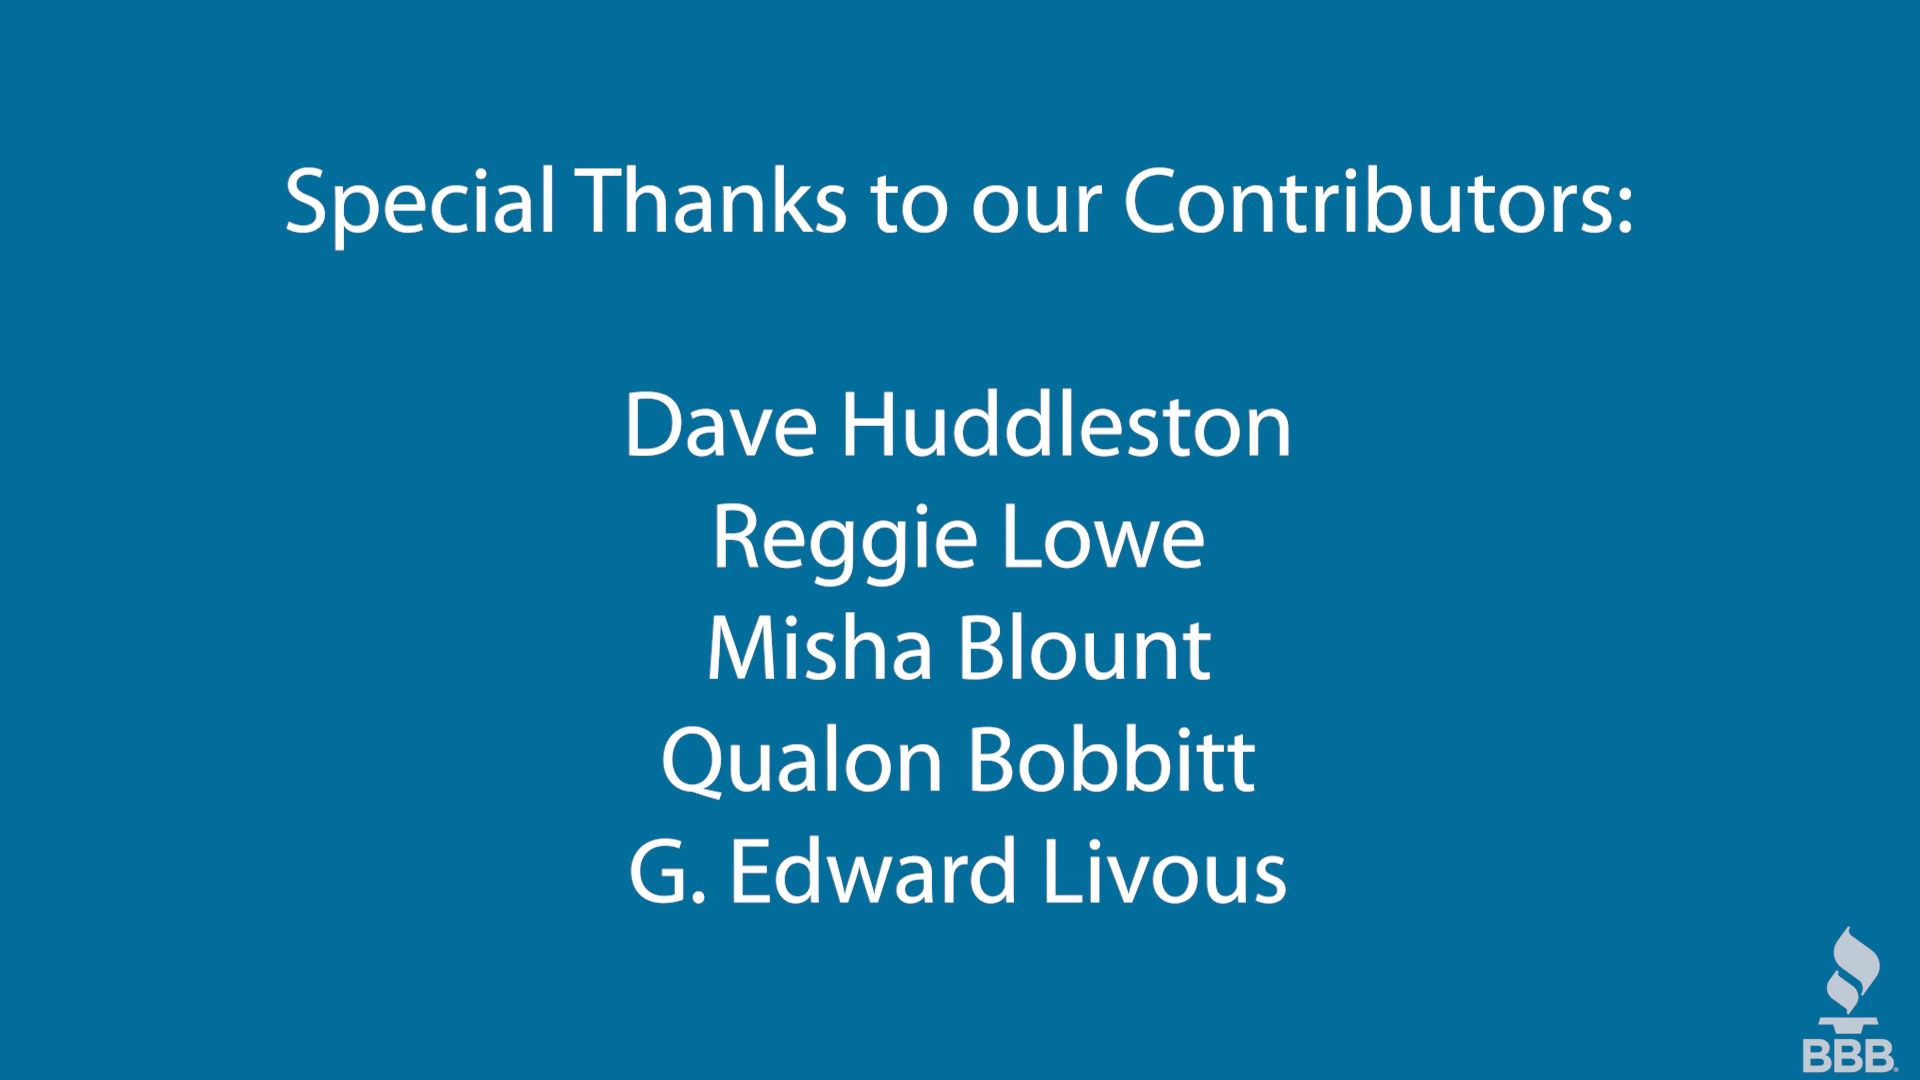 Special Thanks to our Contributors:
Dave Huddleston
Reggie Lowe
Misha Blount
Qualon Bobbitt
G. Edward Livous
BBB®